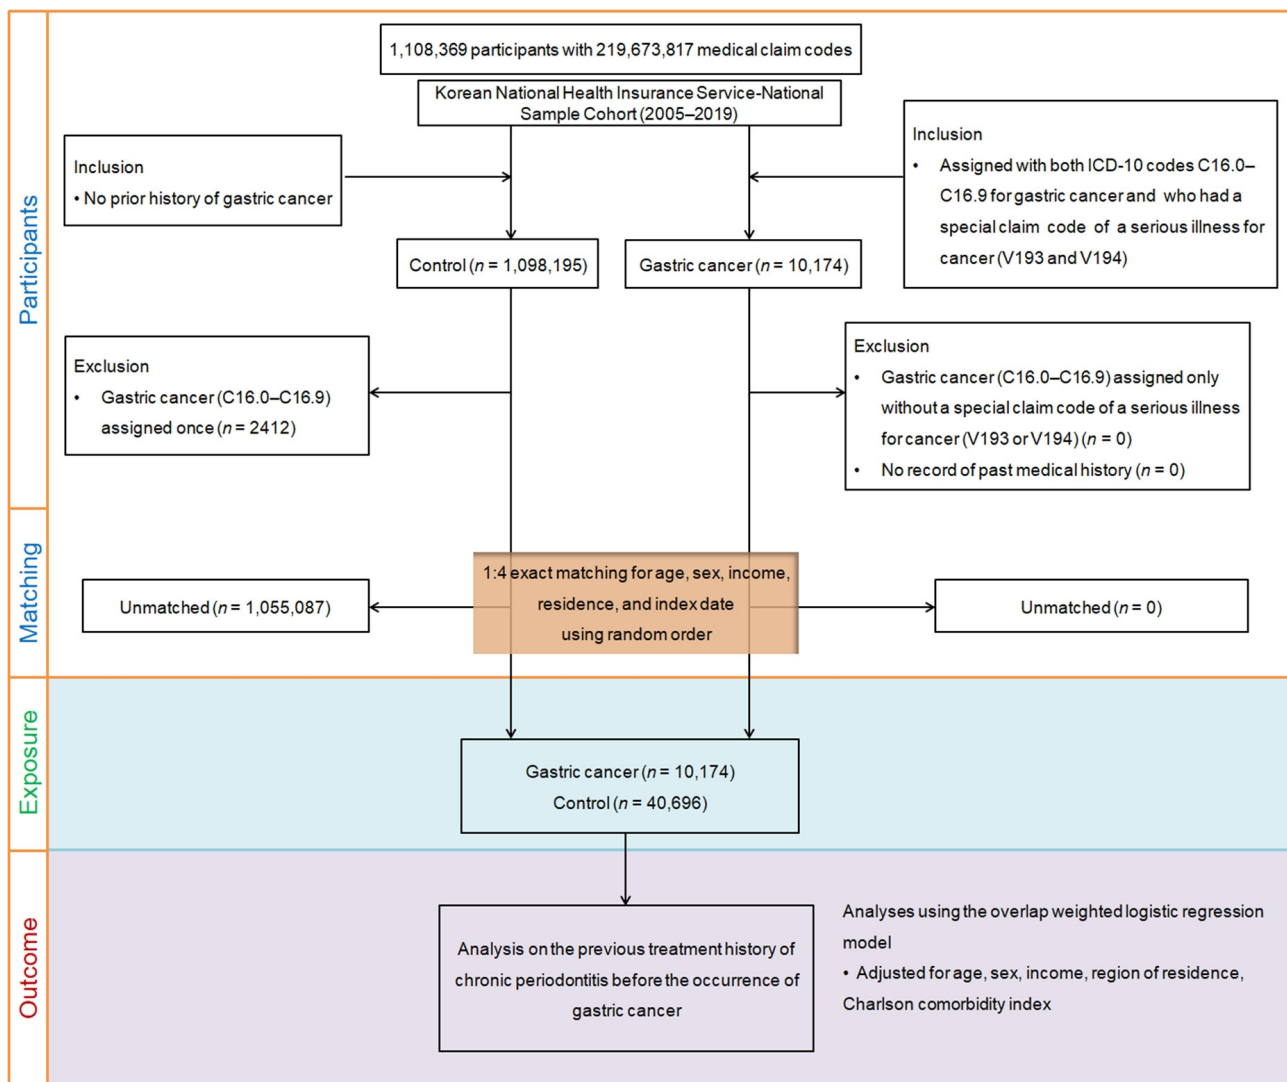 1,108,369 participants with 219,673,817 medical claim codes
Korean National Health Insurance Service-National
Sample Cohort (2005–2019)
Participants
Inclusion
• No prior history of gastric cancer
Inclusion
• Assigned with both ICD-10 codes C16.0–
C16.9 for gastric cancer and who had a
special claim code of a serious illness for
cancer (V193 and V194)
Control (n = 1,098,195)
Gastric cancer (n = 10,174)
Exclusion
• Gastric cancer (C16.0–C16.9)
assigned once (n = 2412)
Exclusion
• Gastric cancer (C16.0–C16.9) assigned only
without a special claim code of a serious illness
for cancer (V193 or V194) (n = 0)
• No record of past medical history (n = 0)
Matching
Unmatched (n = 1,055,087)
1:4 exact matching for age, sex, income,
residence, and index date
using random order
Unmatched (n = 0)
Exposure
Gastric cancer (n = 10,174)
Control (n = 40,696)
Outcome
Analysis on the previous treatment history of
chronic periodontitis before the occurrence of
gastric cancer
Analyses using the overlap weighted logistic regression
model
• Adjusted for age, sex, income, region of residence,
Charlson comorbidity index